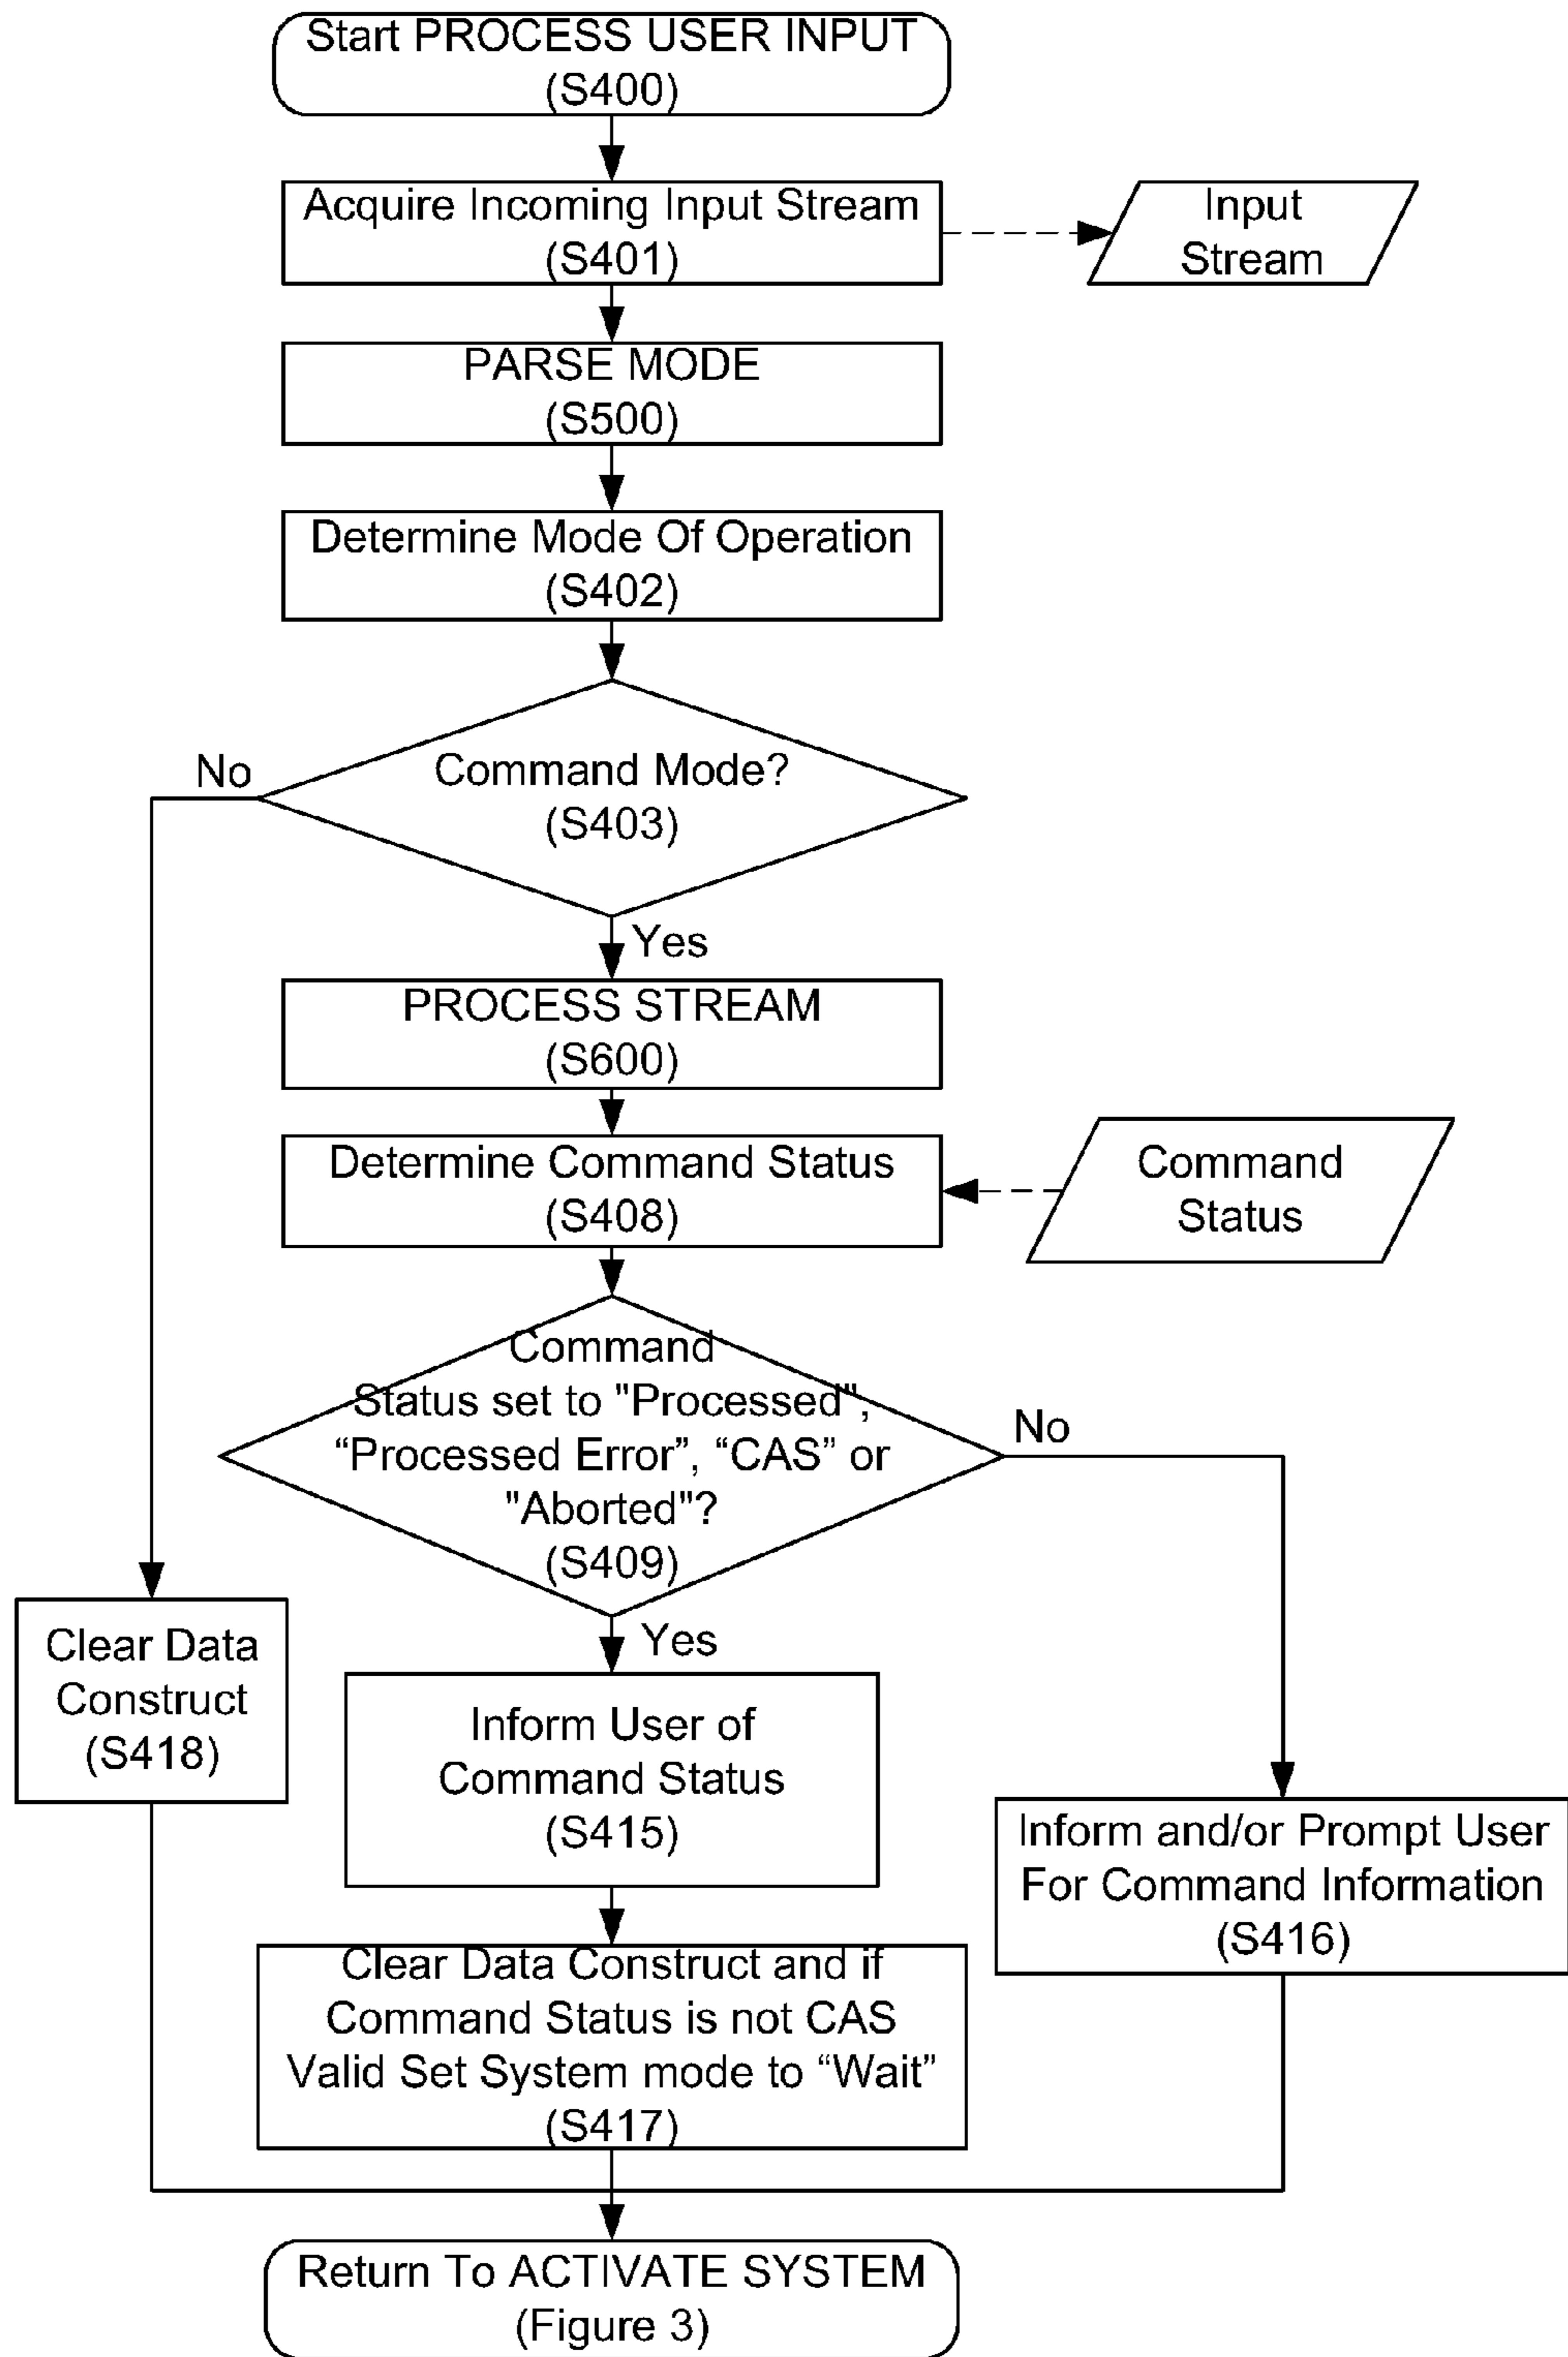 Start PROCESS USER INPUT
(S400)
Acquire Incoming Input Stream
(S401)
Input
Stream
PARSE MODE
(S500)
Determine Mode Of Operation
(S402)
Command Mode?
(S403)
No
Yes
PROCESS STREAM
(S600)
Determine Command Status
(S408)
Command
Status
Command
Status set to "Processed",
“Processed Error”, “CAS” or
"Aborted"?
(S409)
No
Yes
Clear Data
Construct
(S418)
Inform User of
Command Status
(S415)
Inform and/or Prompt User
For Command Information
(S416)
Clear Data Construct and if
Command Status is not CAS
Valid Set System mode to “Wait”
(S417)
Return To ACTIVATE SYSTEM
(Figure 3)